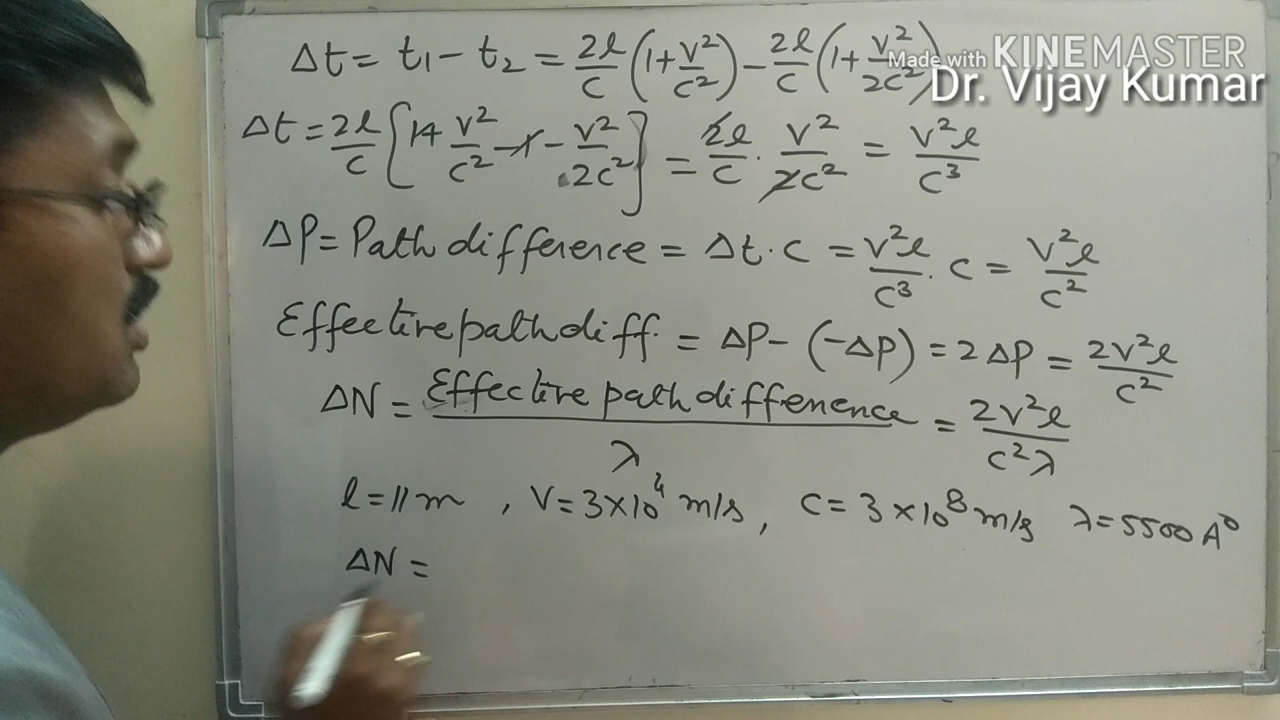 Δt = t₁ - t₂ = 2l/c (1 + v²/c²) - 2l/c (1 + v²/2c²)
Made with KINEMASTER
Dr. Vijay Kumar
Δt = 2l/c {1 + v²/c² - 1 - v²/2c²} = 2l/c · v²/2c² = v²l/c³
ΔP = Path difference = Δt·c = v²l/c³ · c = v²l/c²
Effective path diff. = ΔP - (-ΔP) = 2ΔP = 2v²l/c²
ΔN = Effective path diffenence/λ = 2v²l/c²λ
l = 11 m, V = 3×10⁴ m/s, C = 3×10⁸ m/s λ = 5500 A⁰
ΔN =